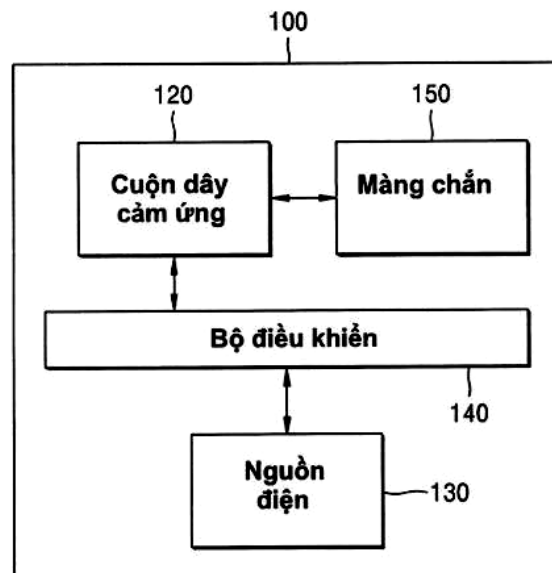 100
120
150
Cuộn dây
cảm ứng
Màng chắn
Bộ điều khiển
140
Nguồn
điện
130